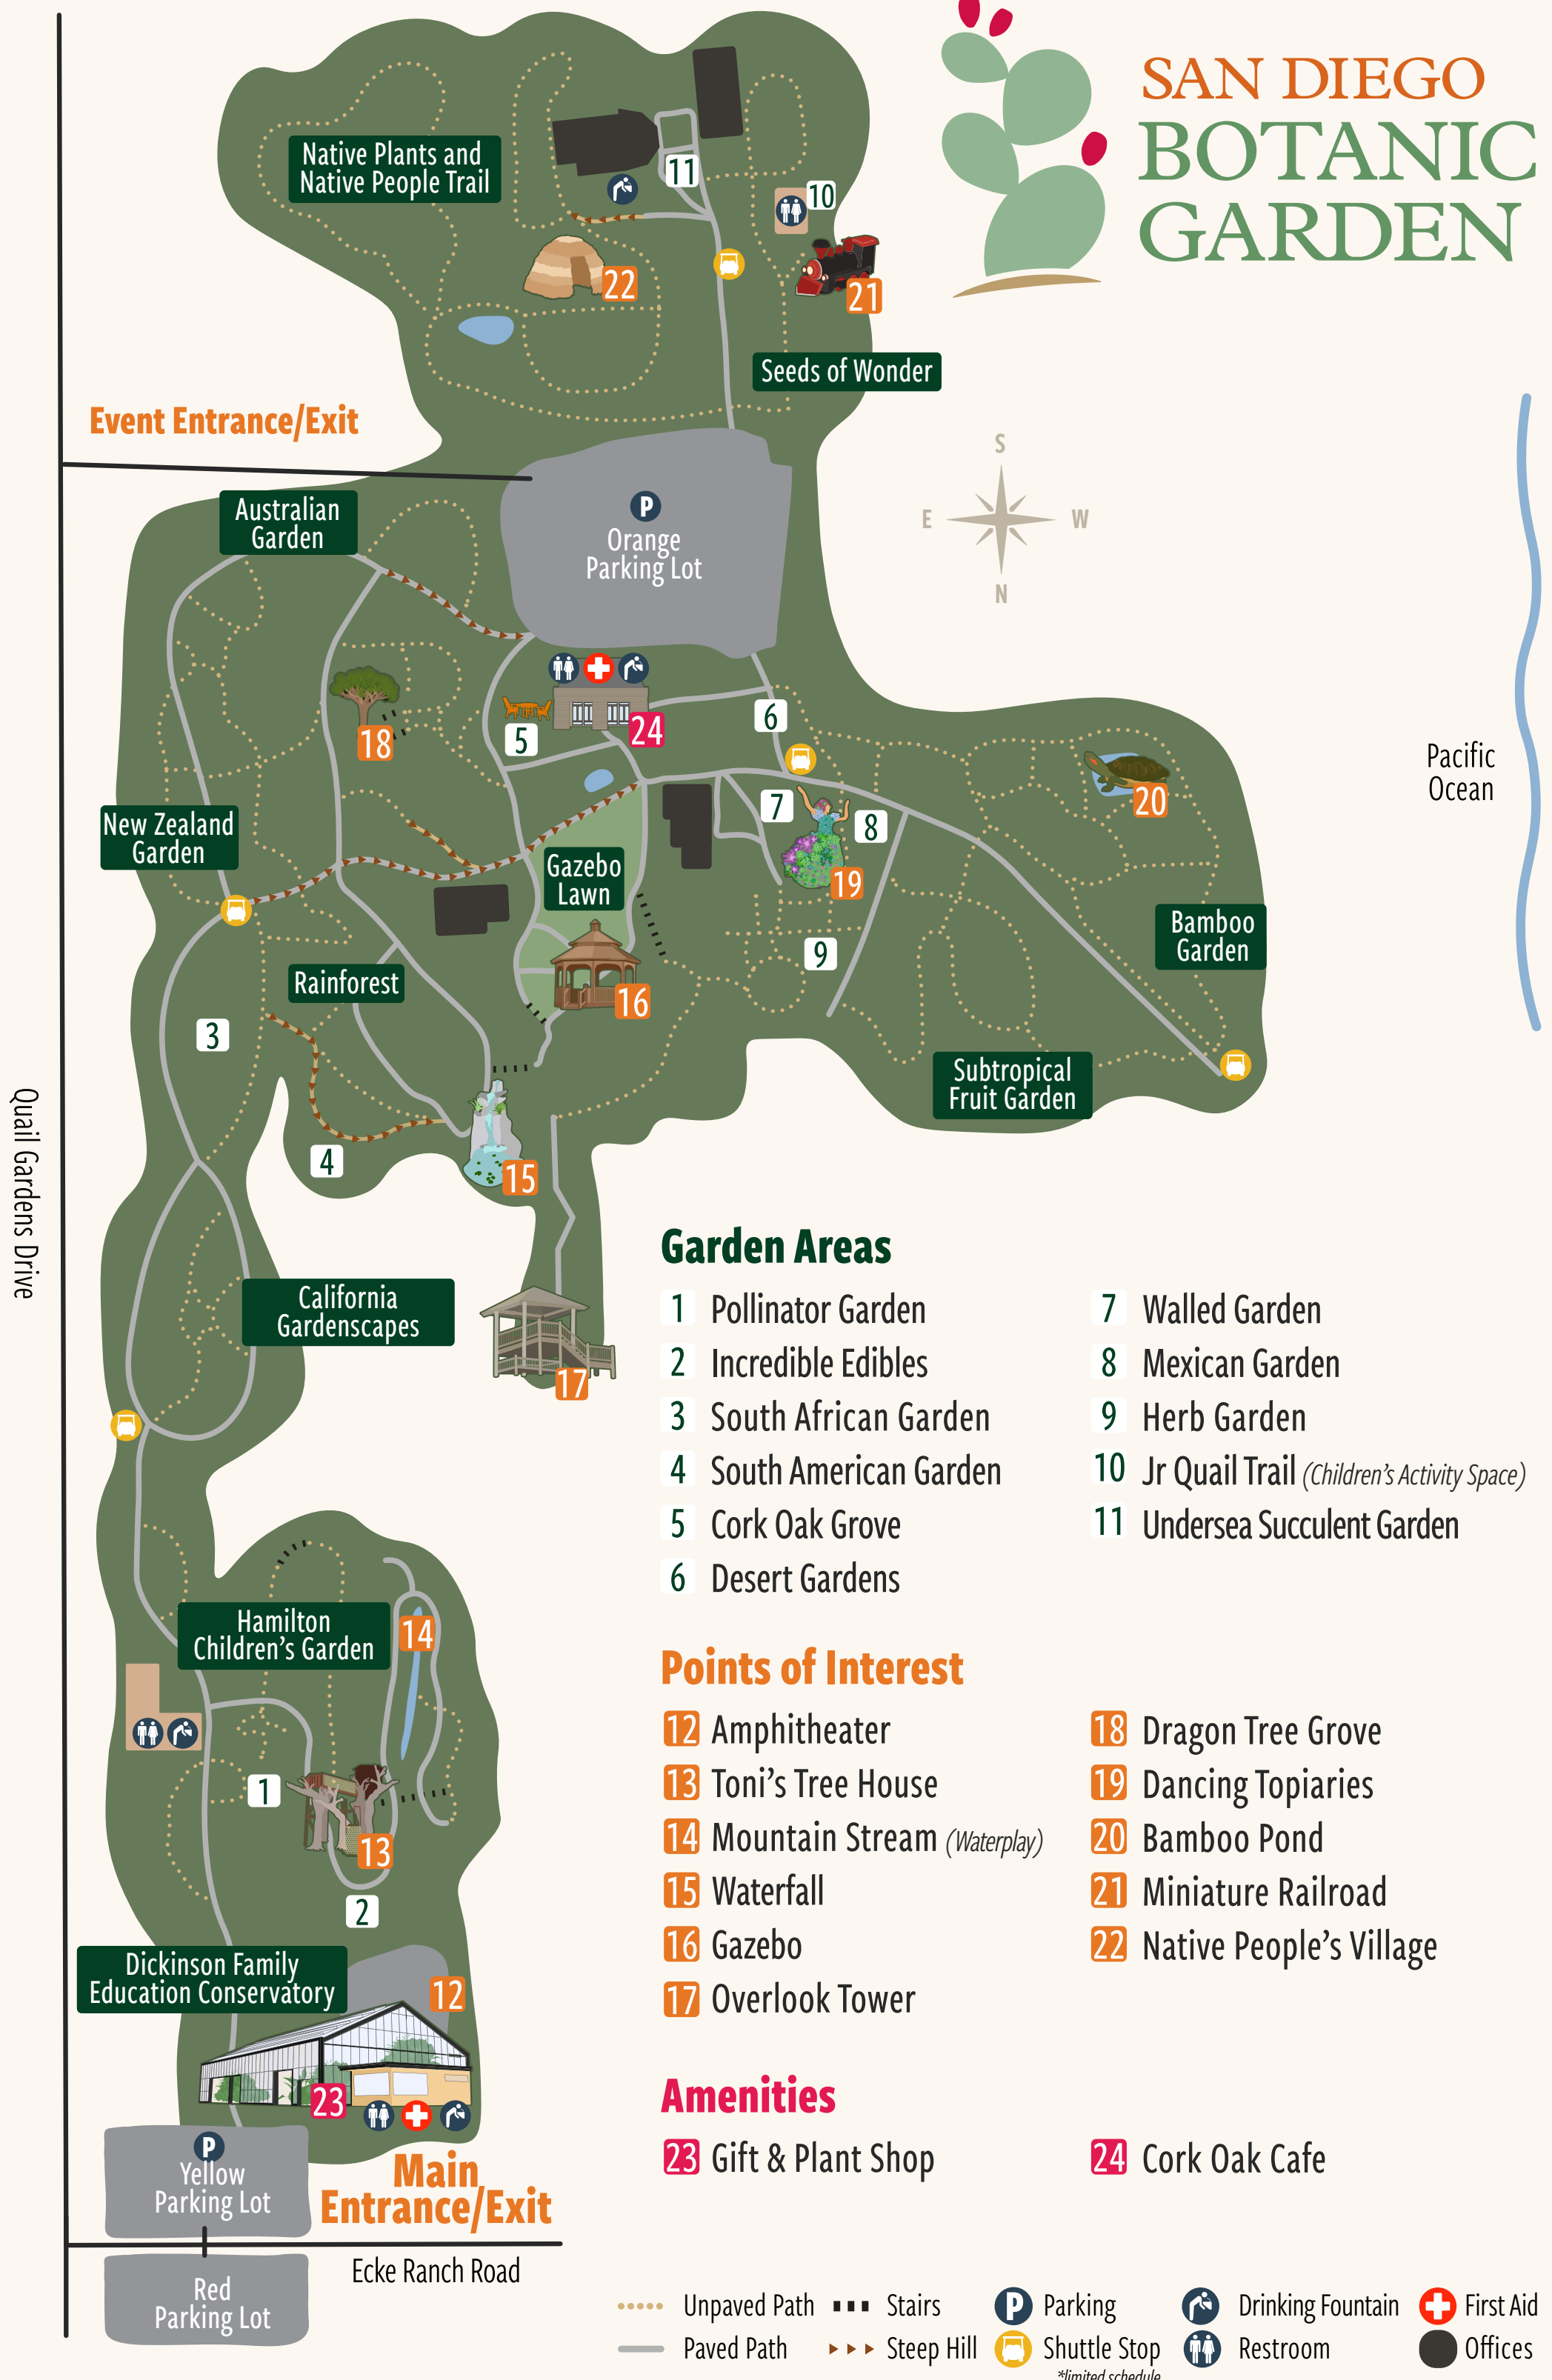 SAN DIEGO
BOTANIC
GARDEN
Native Plants and
Native People Trail
11
10
22
21
Seeds of Wonder
Event Entrance/Exit
Australian
Garden
P
Orange
Parking Lot
S
E
W
N
18
5
24
6
20
Pacific
Ocean
New Zealand
Garden
7
8
19
Gazebo
Lawn
Bamboo
Garden
9
Rainforest
16
3
Subtropical
Fruit Garden
4
15
Quail Gardens Drive
California
Gardenscapes
17
Hamilton
Children's Garden
14
1
13
2
Dickinson Family
Education Conservatory
12
23
P
Yellow
Parking Lot
Main
Entrance/Exit
Ecke Ranch Road
Red
Parking Lot
Garden Areas
1 Pollinator Garden
2 Incredible Edibles
3 South African Garden
4 South American Garden
5 Cork Oak Grove
6 Desert Gardens
7 Walled Garden
8 Mexican Garden
9 Herb Garden
10 Jr Quail Trail (Children's Activity Space)
11 Undersea Succulent Garden
Points of Interest
12 Amphitheater
13 Toni's Tree House
14 Mountain Stream (Waterplay)
15 Waterfall
16 Gazebo
17 Overlook Tower
18 Dragon Tree Grove
19 Dancing Topiaries
20 Bamboo Pond
21 Miniature Railroad
22 Native People's Village
Amenities
23 Gift & Plant Shop
24 Cork Oak Cafe
Unpaved Path
Stairs
P Parking
Drinking Fountain
First Aid
Paved Path
Steep Hill
Shuttle Stop
*limited schedule
Restroom
Offices